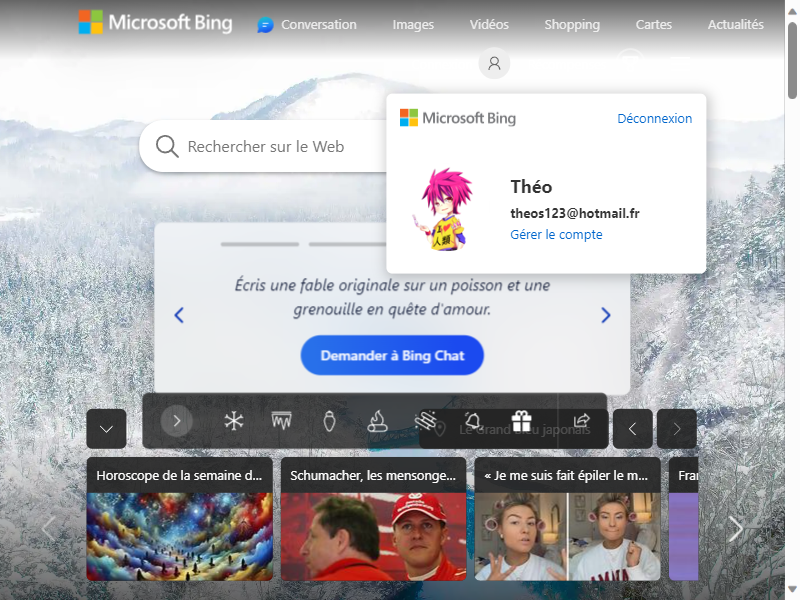 Microsoft Bing
Conversation
Images
Vidéos
Shopping
Cartes
Actualités
Rechercher sur le Web
Microsoft Bing
Déconnexion
Théo
theos123@hotmail.fr
Gérer le compte
Écris une fable originale sur un poisson et une
grenouille en quête d'amour.
Demander à Bing Chat
Le Grand Bleu japonais
Horoscope de la semaine d...
Schumacher, les mensonge...
« Je me suis fait épiler le m...
Fran